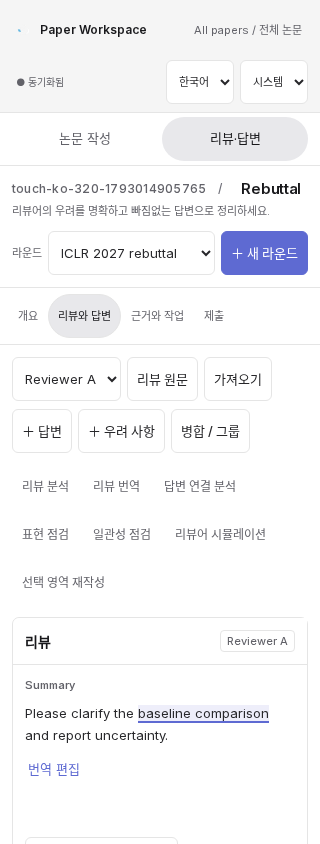 Paper Workspace
All papers / 전체 논문
동기화됨
한국어
시스템
논문 작성
리뷰·답변
touch-ko-320-1793014905765 / Rebuttal
리뷰어의 우려를 명확하고 빠짐없는 답변으로 정리하세요.
라운드
ICLR 2027 rebuttal
+ 새 라운드
개요
리뷰와 답변
근거와 작업
제출
Reviewer A
리뷰 원문
가져오기
+ 답변
+ 우려 사항
병합 / 그룹
리뷰 분석
리뷰 번역
답변 연결 분석
표현 점검
일관성 점검
리뷰어 시뮬레이션
선택 영역 재작성
리뷰
Reviewer A
Summary
Please clarify the baseline comparison
and report uncertainty.
번역 편집